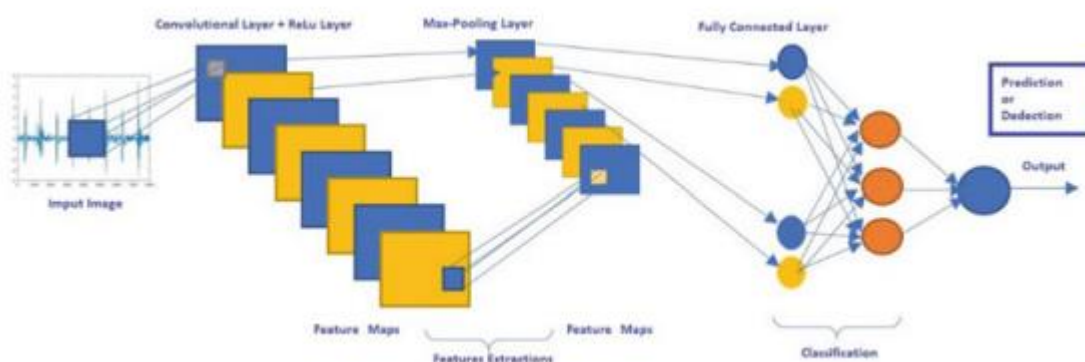 Convolutional Layer + ReLu Layer
Max-Pooling Layer
Fully Connected Layer
Prediction
or
Dedection
Output
Imput Image
Feature Maps
Feature Maps
Features Extractions
Classification